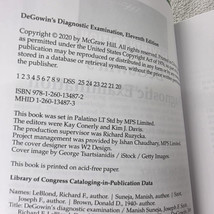 DeGowin's Diagnostic Examination, Eleventh Edition
Copyright © 2020 by McGraw Hill. All rights reserved.
permitted under the United States Copyright Act of
publication may be reproduced or distributed in any
stored in a database or retrieval system, without the prior
of the publisher.
1 2 3 4 5 6 7 8 9 DSS 25 24 23 22 21 20
ISBN 978-1-260-13487-2
MHID 1-260-13487-3
This book was set in Palatino LT Std by MPS Limited.
The editors were Kay Conerly and Kim J. Davis.
The production supervisor was Richard Ruzycka.
Project management was provided by Ishan Chaudhary, MPS Limited.
The cover designer was W2 Design.
Cover image by George Tsartsianidis / iStock / Getty Images
This book is printed on acid-free paper.
Library of Congress Cataloging-in-Publication Data
Names: LeBlond, Richard F., author. | Suneja, Manish, author. |
Joseph F., author. | Brown, Donald D., 1940- author.
Title: DeGowin's diagnostic examination / Manish Suneja, Joseph F.